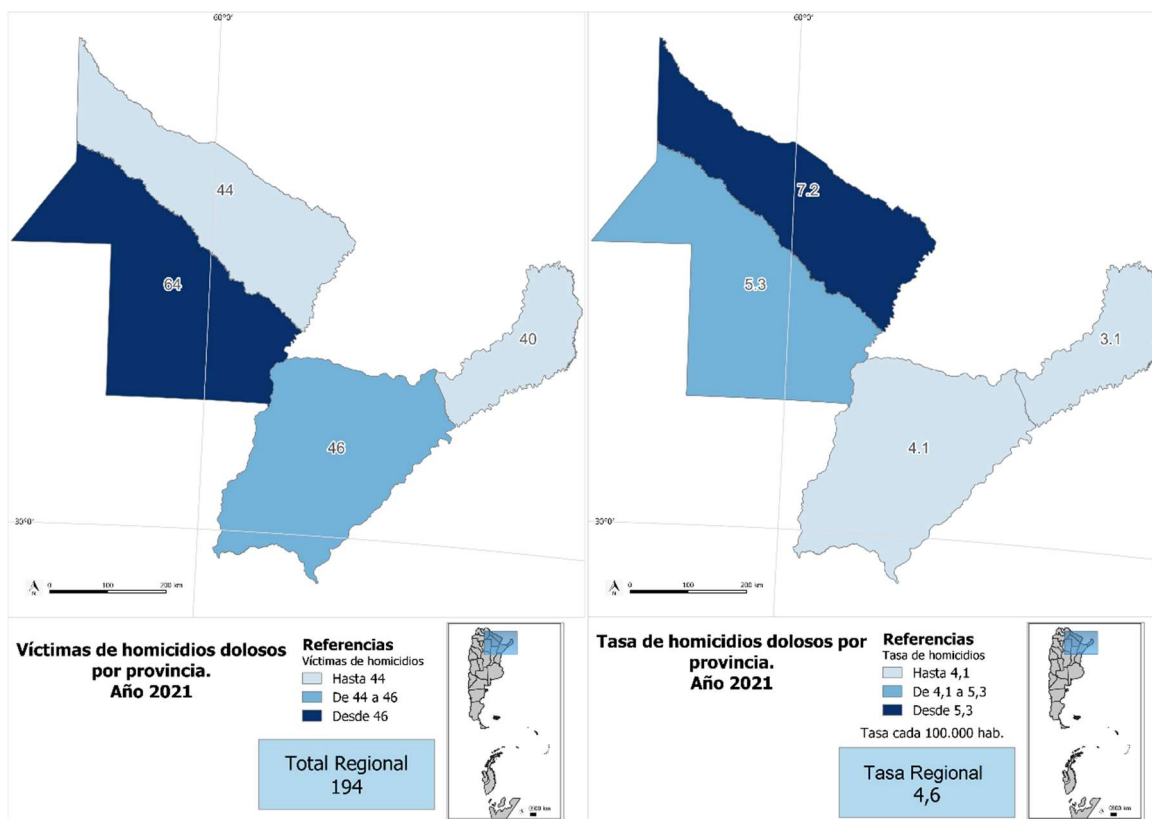 60°0'
44
64
40
46
30°0'
0 100 200 km
N
Víctimas de homicidios dolosos
por provincia.
Año 2021
Referencias
Víctimas de homicidios
Hasta 44
De 44 a 46
Desde 46
Total Regional
194
60°0'
7.2
5.3
3.1
4.1
30°0'
0 100 200 km
N
Tasa de homicidios dolosos por
provincia.
Año 2021
Referencias
Tasa de homicidios
Hasta 4,1
De 4,1 a 5,3
Desde 5,3
Tasa cada 100.000 hab.
Tasa Regional
4,6